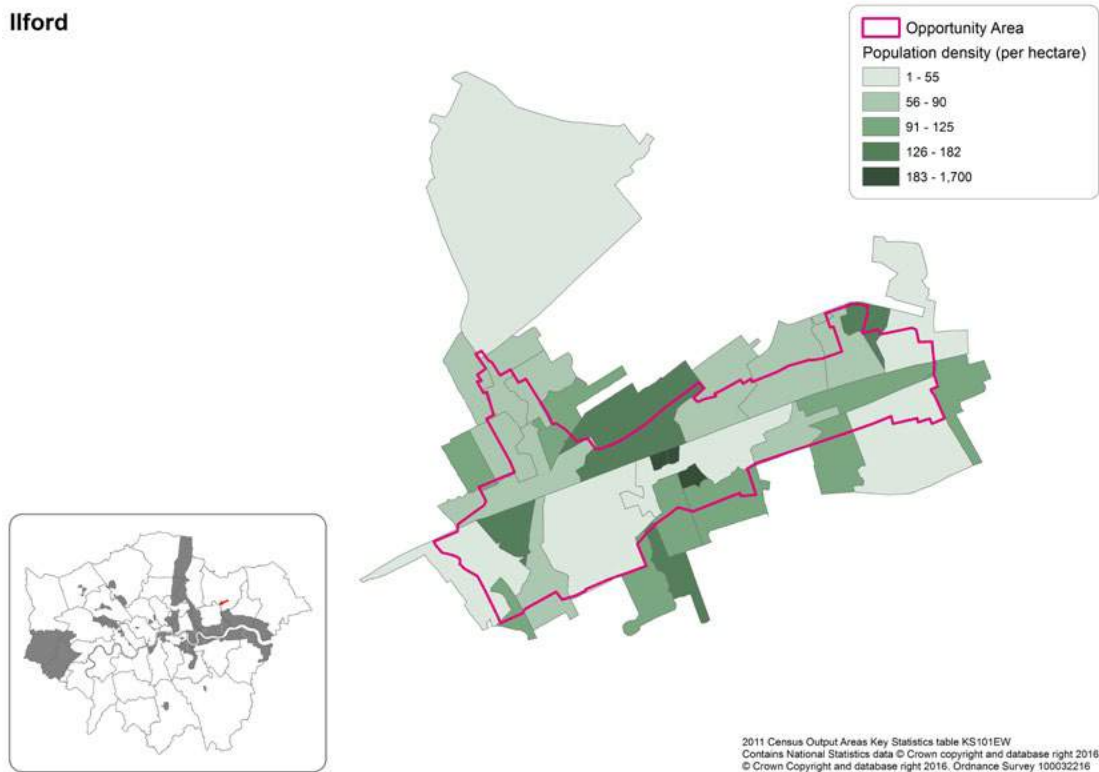 Ilford
Opportunity Area
Population density (per hectare)
1 - 55
56 - 90
91 - 125
126 - 182
183 - 1,700
2011 Census Output Areas Key Statistics table KS101EW
Contains National Statistics data © Crown copyright and database right 2016
© Crown Copyright and database right 2016. Ordnance Survey 100032216